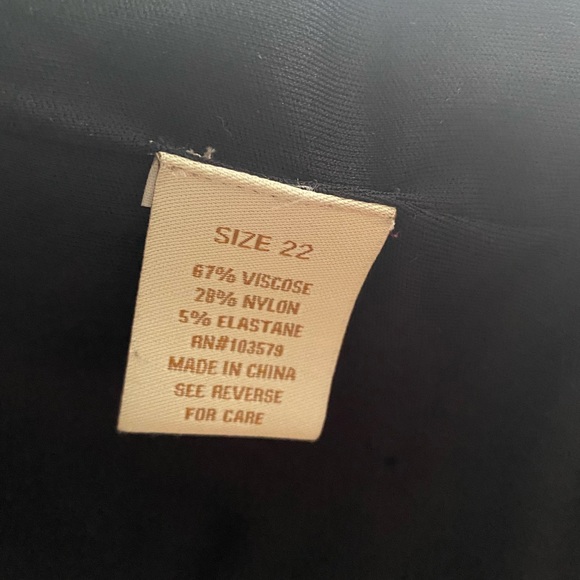 SIZE 22
67% VISCOSE
28% NYLON
5% ELASTANE
RN#103579
MADE IN CHINA
SEE REVERSE
FOR CARE